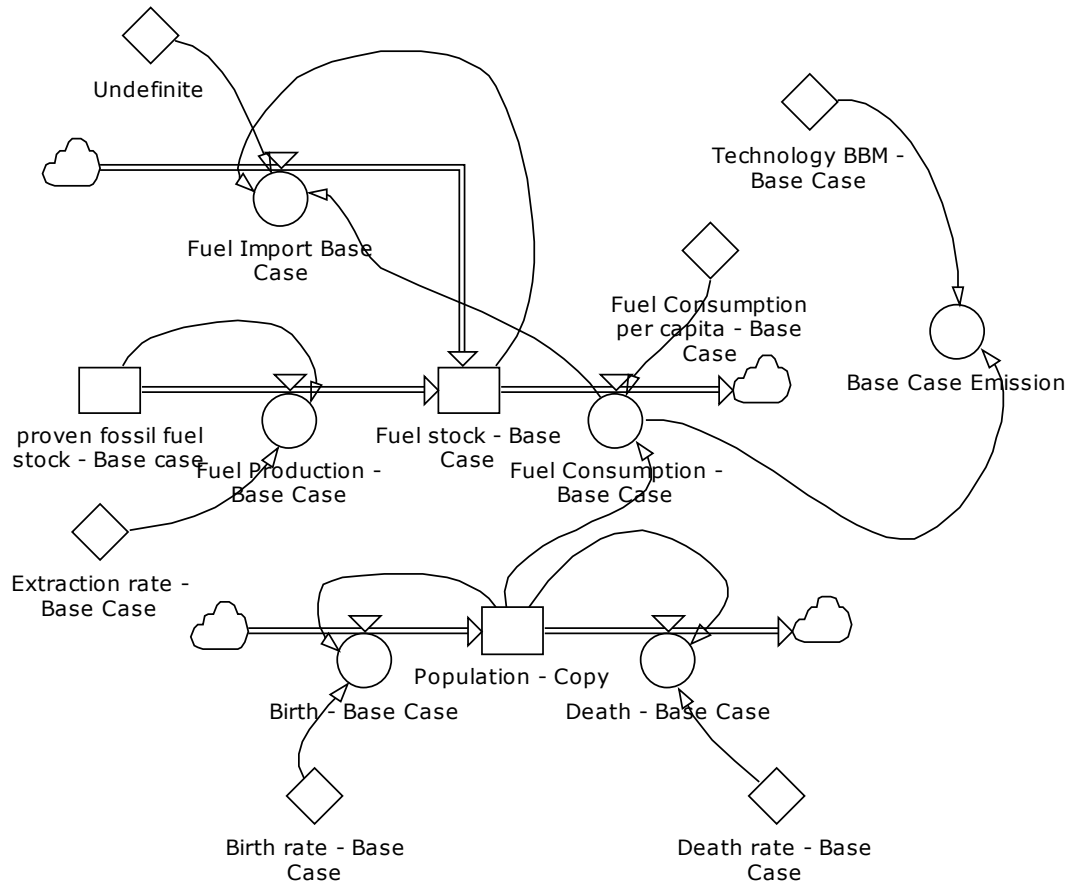 Undefinite
Technology BBM -
Base Case
Fuel Import Base
Case
Fuel Consumption
per capita - Base
Case
Base Case Emission
proven fossil fuel
stock - Base case
Fuel Production -
Base Case
Fuel stock - Base
Case
Fuel Consumption -
Base Case
Extraction rate -
Base Case
Population - Copy
Birth - Base Case
Death - Base Case
Birth rate - Base
Case
Death rate - Base
Case